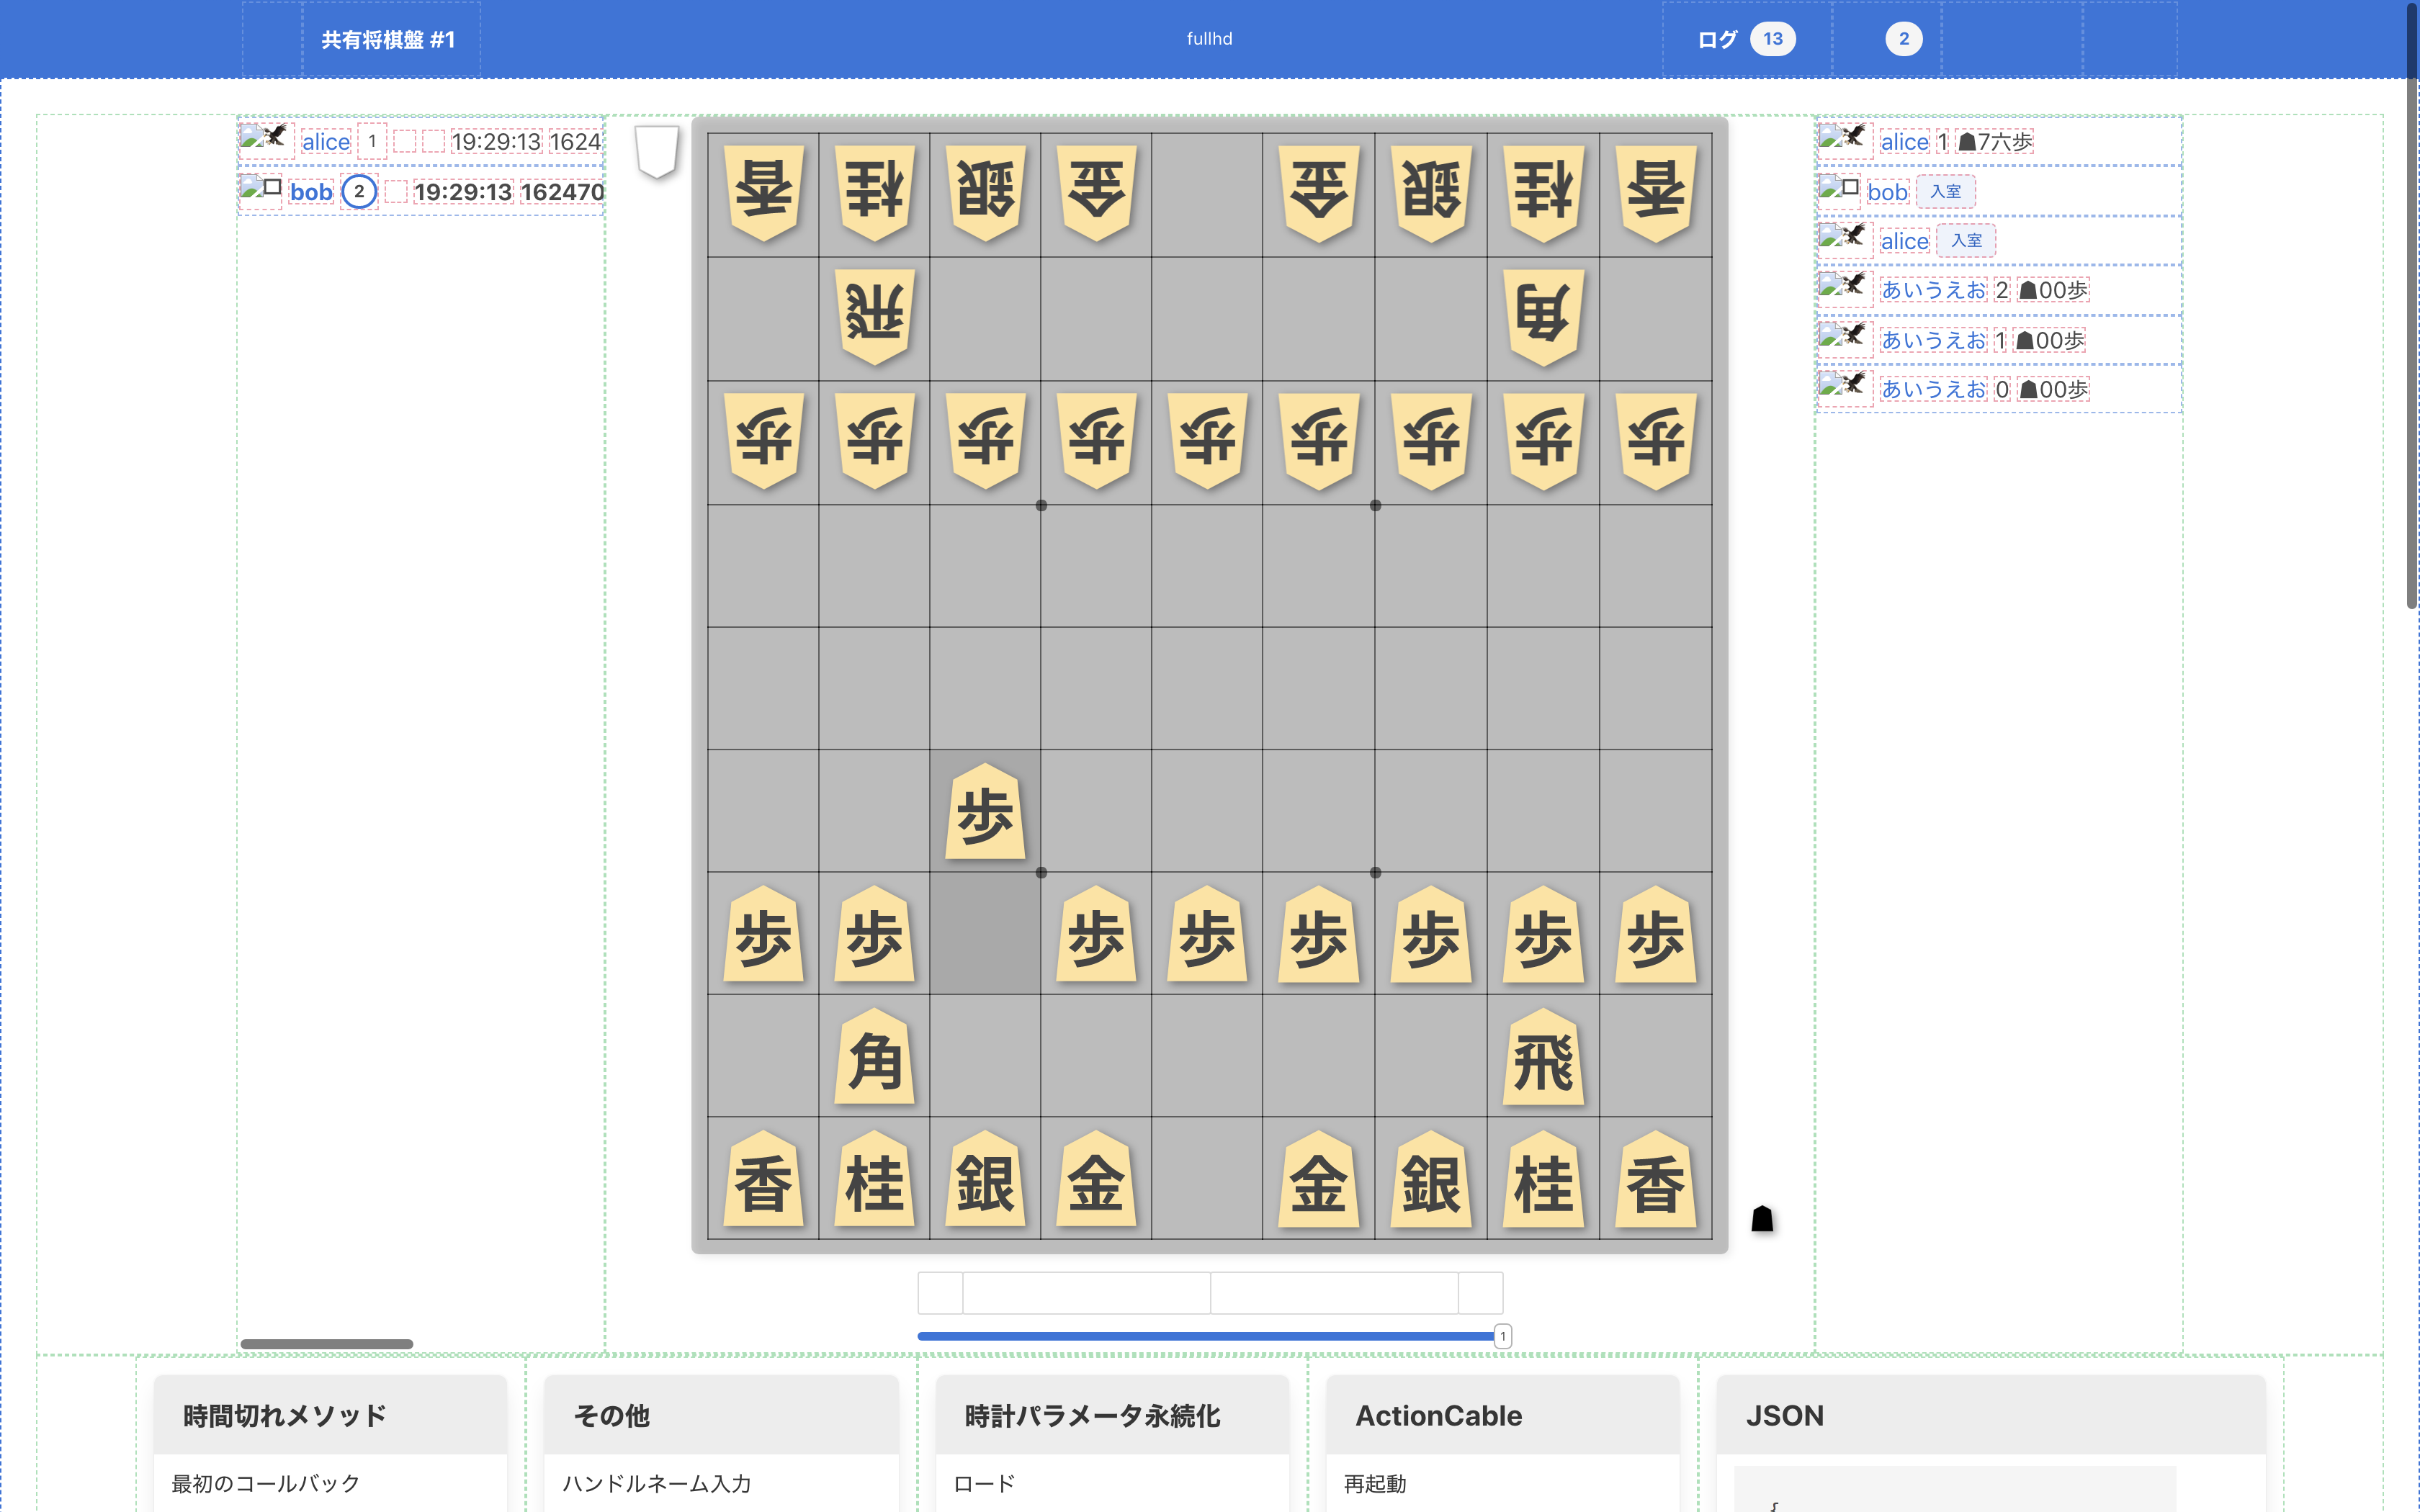 共有将棋盤 #1 fullhd ログ 13 2
alice 1 19:29:13 1624
bob 2 19:29:13 162470
香 桂 銀 金 金 銀 桂 香
飛 角
歩 歩 歩 歩 歩 歩 歩 歩 歩
歩
歩 歩 歩 歩 歩 歩 歩 歩
角 飛
香 桂 銀 金 金 銀 桂 香
1
alice 1 ☗7六歩
bob 入室
alice 入室
あいうえお 2 ☗00歩
あいうえお 1 ☗00歩
あいうえお 0 ☗00歩
時間切れメソッド
最初のコールバック
その他
ハンドルネーム入力
時計パラメータ永続化
ロード
ActionCable
再起動
JSON
{